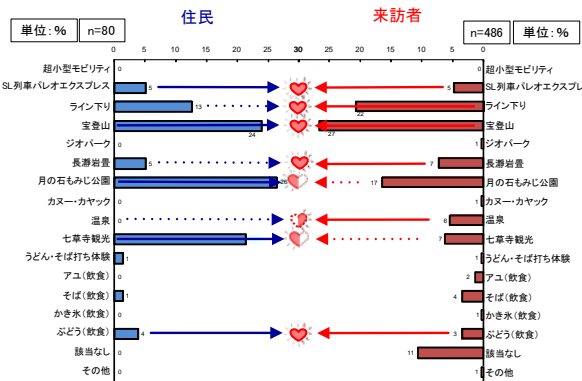 住民
来訪者
単位：％
n=80
n=486
単位：％
0 5 10 15 20 25 30 25 20 15 10 5 0
超小型モビリティ 0 0 超小型モビリティ
SL列車パレオエクスプレス 5 5 SL列車パレオエクスプレ
ライン下り 13 22 ライン下り
宝登山 24 27 宝登山
ジオパーク 0 1 ジオパーク
長瀞岩畳 5 7 長瀞岩畳
月の石もみじ公園 26 17 月の石もみじ公園
カヌー・カヤック 0 1 カヌー・カヤック
温泉 0 6 温泉
七草寺観光 7 七草寺観光
うどん・そば打ち体験 1 1 うどん・そば打ち体験
アユ（飲食） 0 2 アユ（飲食）
そば（飲食） 1 4 そば（飲食）
かき氷（飲食） 0 1 かき氷（飲食）
ぶどう（飲食） 4 3 ぶどう（飲食）
該当なし 0 11 該当なし
その他 0 1 その他